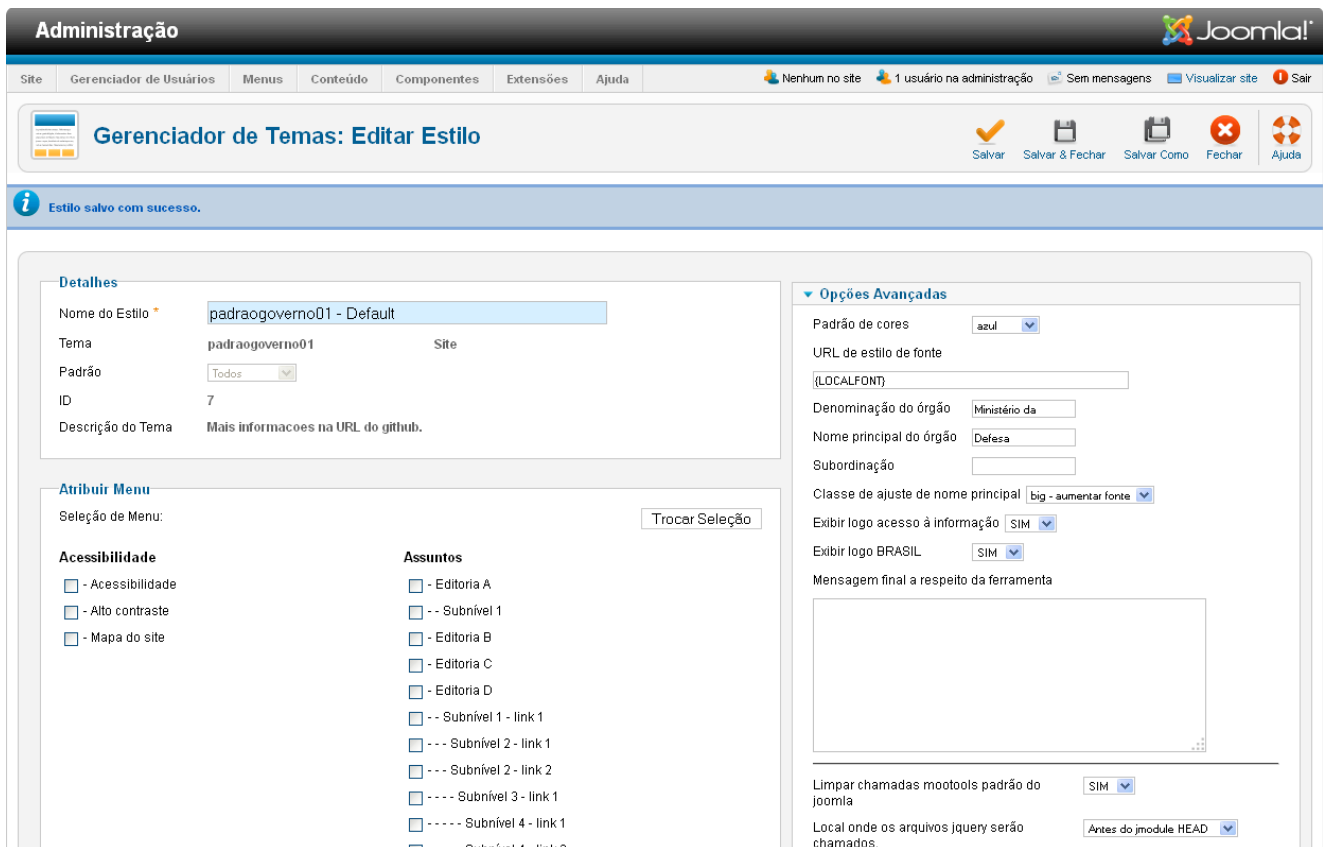 Administração
Joomla!
Site Gerenciador de Usuários Menus Conteúdo Componentes Extensões Ajuda Nenhum no site 1 usuário na administração Sem mensagens Visualizar site Sair
Gerenciador de Temas: Editar Estilo
Salvar Salvar & Fechar Salvar Como Fechar Ajuda
Estilo salvo com sucesso.
Detalhes
Nome do Estilo * padraogoverno01 - Default
Tema padraogoverno01 Site
Padrão Todos
ID 7
Descrição do Tema Mais informacoes na URL do github.
Atribuir Menu
Seleção de Menu: Trocar Seleção
Acessibilidade
- Acessibilidade
- Alto contraste
- Mapa do site
Assuntos
- Editoria A
- - Subnível 1
- Editoria B
- Editoria C
- Editoria D
- - Subnível 1 - link 1
- - - Subnível 2 - link 1
- - - Subnível 2 - link 2
- - - - Subnível 3 - link 1
- - - - - Subnível 4 - link 1
Opções Avançadas
Padrão de cores azul
URL de estilo de fonte
{LOCALFONT}
Denominação do órgão Ministério da
Nome principal do órgão Defesa
Subordinação
Classe de ajuste de nome principal big - aumentar fonte
Exibir logo acesso à informação SIM
Exibir logo BRASIL SIM
Mensagem final a respeito da ferramenta
Limpar chamadas mootools padrão do SIM
joomla
Local onde os arquivos jquery serão Antes do jmodule HEAD
chamados.